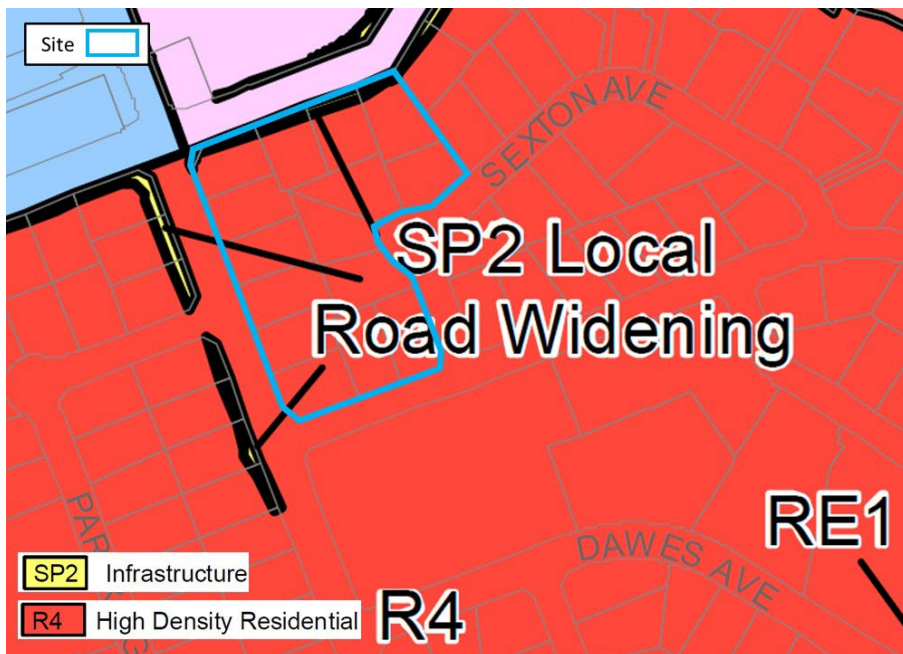 Site
SEXTON AVE
SP2 Local
Road Widening
RE1
DAWES AVE
SP2 Infrastructure
R4 High Density Residential
R4